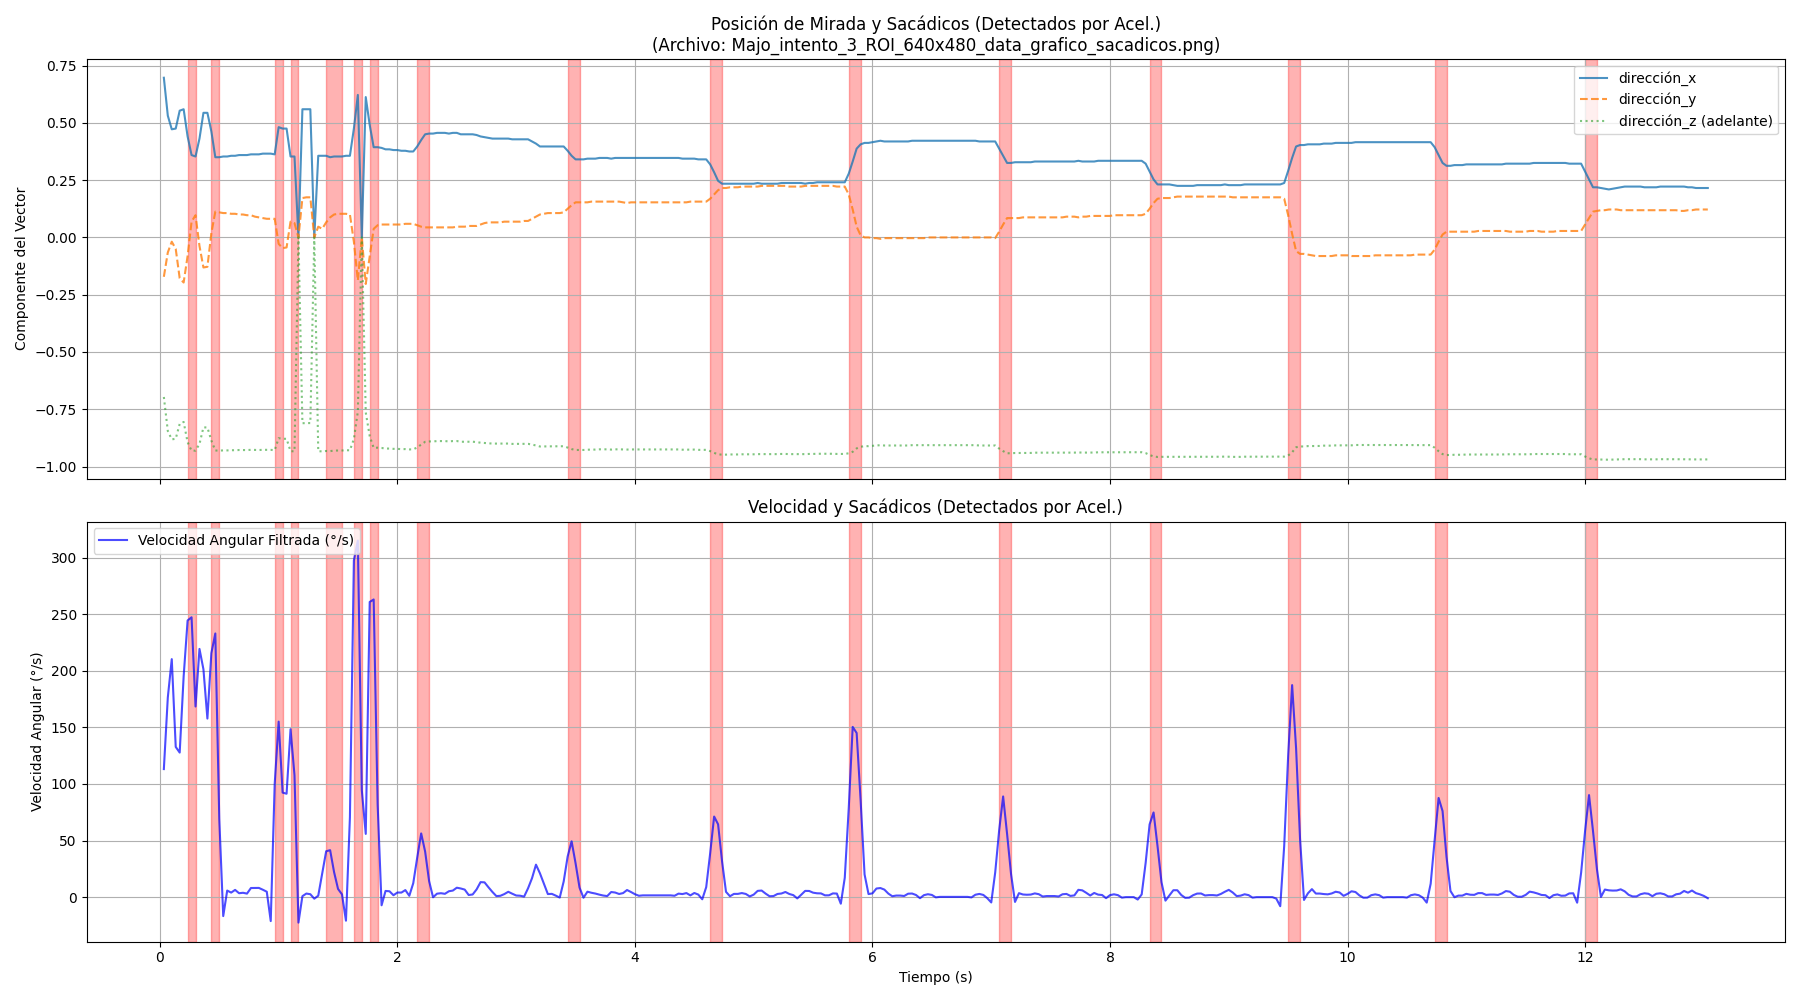 Posición de Mirada y Sacádicos (Detectados por Acel.)
(Archivo: Majo_intento_3_ROI_640x480_data_grafico_sacadicos.png)
Componente del Vector
0.75
0.50
0.25
0.00
−0.25
−0.50
−0.75
−1.00
dirección_x
dirección_y
dirección_z (adelante)
Velocidad y Sacádicos (Detectados por Acel.)
Velocidad Angular (°/s)
300
250
200
150
100
50
0
Velocidad Angular Filtrada (°/s)
0 2 4 6 8 10 12
Tiempo (s)